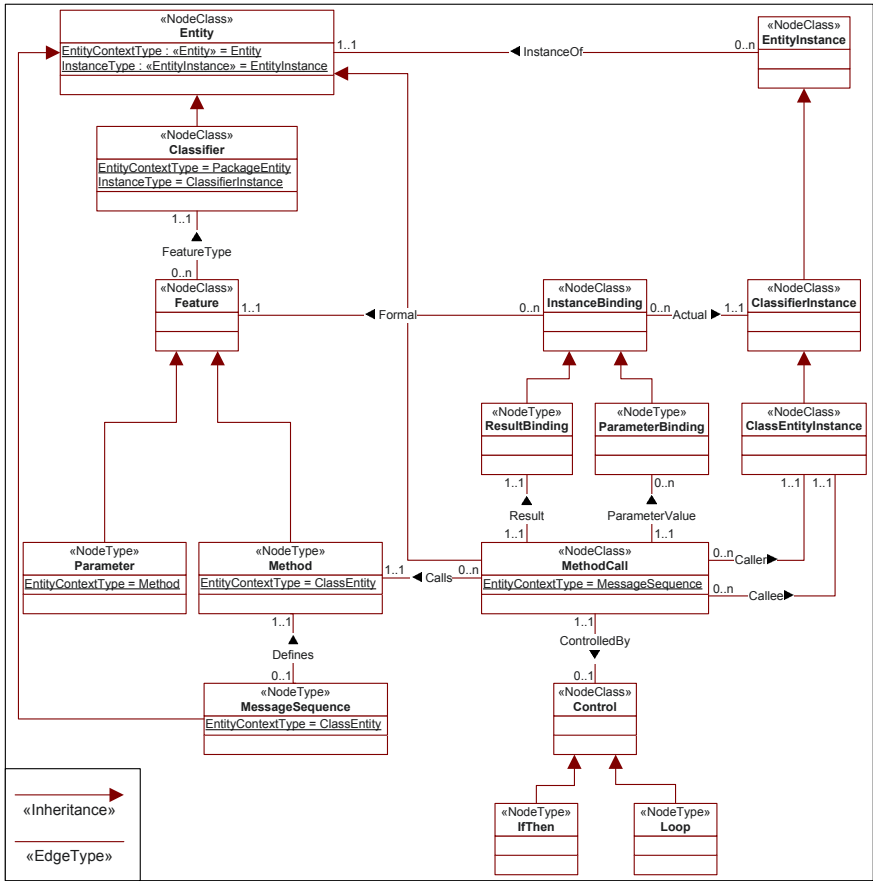 «NodeClass»
Entity
EntityContextType : «Entity» = Entity
InstanceType : «EntityInstance» = EntityInstance
1..1
InstanceOf
0..n
«NodeClass»
EntityInstance
«NodeClass»
Classifier
EntityContextType = PackageEntity
InstanceType = ClassifierInstance
1..1
FeatureType
0..n
«NodeClass»
Feature
1..1
Formal
0..n
«NodeClass»
InstanceBinding
0..n
Actual
1..1
«NodeClass»
ClassifierInstance
«NodeType»
ResultBinding
«NodeType»
ParameterBinding
«NodeClass»
ClassEntityInstance
1..1
Result
1..1
0..n
ParameterValue
1..1
1..1
1..1
«NodeType»
Parameter
EntityContextType = Method
«NodeType»
Method
EntityContextType = ClassEntity
1..1
Calls
0..n
«NodeClass»
MethodCall
EntityContextType = MessageSequence
0..n
Caller
0..n
Callee
1..1
Defines
0..1
1..1
ControlledBy
0..1
«NodeType»
MessageSequence
EntityContextType = ClassEntity
«NodeClass»
Control
«NodeType»
IfThen
«NodeType»
Loop
«Inheritance»
«EdgeType»